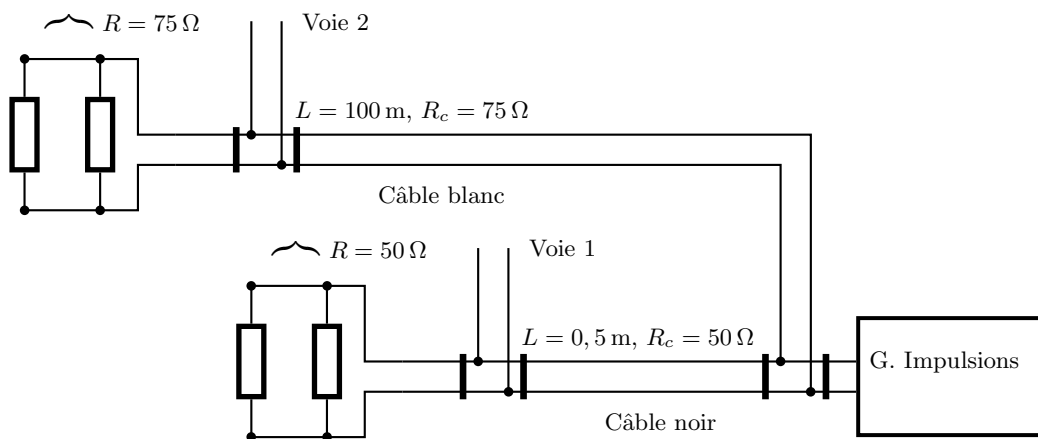 R = 75 Ω
Voie 2
L = 100 m, R_c = 75 Ω
Câble blanc
R = 50 Ω
Voie 1
L = 0, 5 m, R_c = 50 Ω
G. Impulsions
Câble noir